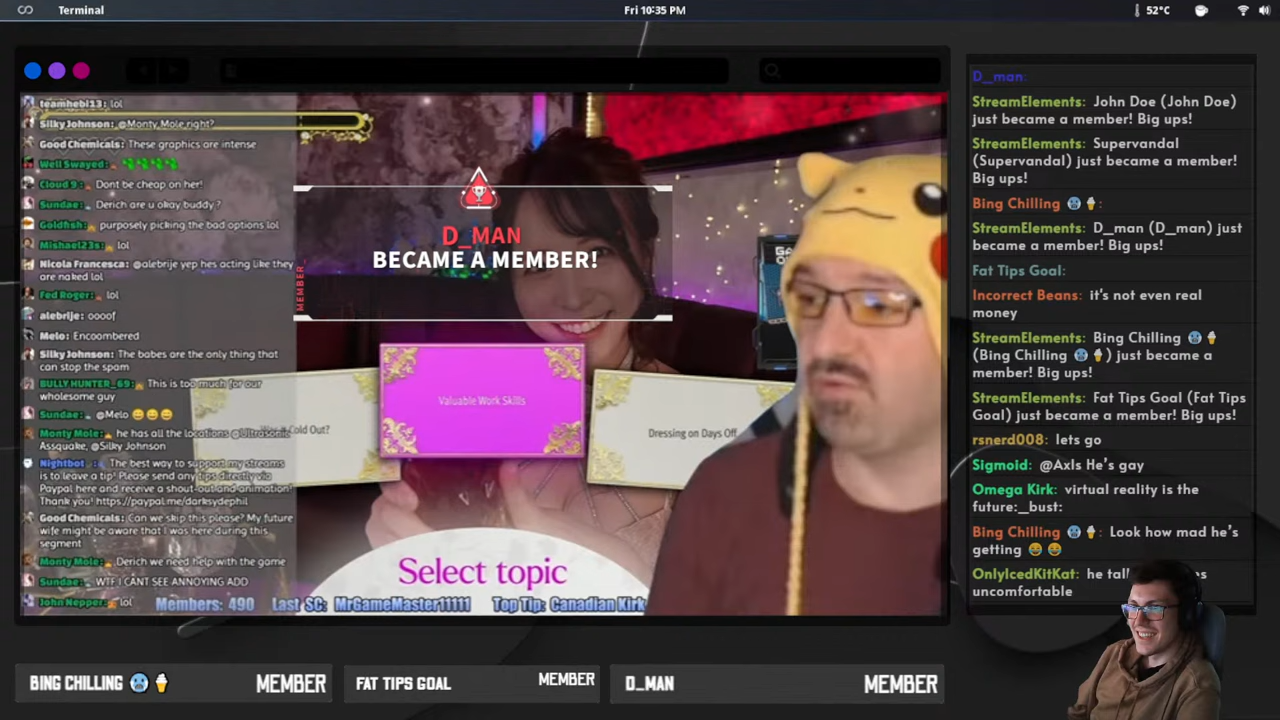 Terminal
Fri 10:35 PM
52°C
teamhebi13: lol
Silky Johnson: @Monty Mole right?
Good Chemicals: These graphics are intense
Well Swayed:
Cloud 9: Dont be cheap on her!
Sundae: Derich are u okay buddy ?
Goldfish: purposely picking the bad options lol
Mishael23s: lol
Nicola Francesca: @alebrije yep hes acting like they
are naked lol
Fed Roger: lol
alebrije: oooof
Melo: Encoombered
Silky Johnson: The babes are the only thing that
can stop the spam
BULLY HUNTER_69: This is too much for our
wholesome guy
Sundae: @Melo 😄😄😄
Monty Mole: he has all the locations @Ultrasonic
Assquake, @Silky Johnson
Nightbot: The best way to support my streams
is to leave a tip! Please send any tips directly via
Paypal here and receive a shout-out and animation!
Thank you! https://paypal.me/darksydephil
Good Chemicals: Can we skip this please? My future
wife might be aware that I was here during this
segment
Monty Mole: Derich we need help with the game
Sundae: WTF I CANT SEE ANNOYING ADD
John Nepper: lol
MEMBER
D_MAN
BECAME A MEMBER!
Cold Out?
Valuable Work Skills
Dressing on Days Off
Select topic
Members: 490 Last SC: MrGameMaster11111 Top Tip: Canadian Kirk
D_man:
StreamElements: John Doe (John Doe)
just became a member! Big ups!
StreamElements: Supervandal
(Supervandal) just became a member!
Big ups!
Bing Chilling 🥶🍦:
StreamElements: D_man (D_man) just
became a member! Big ups!
Fat Tips Goal:
Incorrect Beans: it's not even real
money
StreamElements: Bing Chilling 🥶🍦
(Bing Chilling 🥶🍦) just became a
member! Big ups!
StreamElements: Fat Tips Goal (Fat Tips
Goal) just became a member! Big ups!
rsnerd008: lets go
Sigmoid: @Axls He's gay
Omega Kirk: virtual reality is the
future:_bust:
Bing Chilling 🥶🍦: Look how mad he's
getting 😂😂
OnlyIcedKitKat: he
uncomfortable
BING CHILLING 🥶🍦 MEMBER
FAT TIPS GOAL MEMBER
D_MAN MEMBER